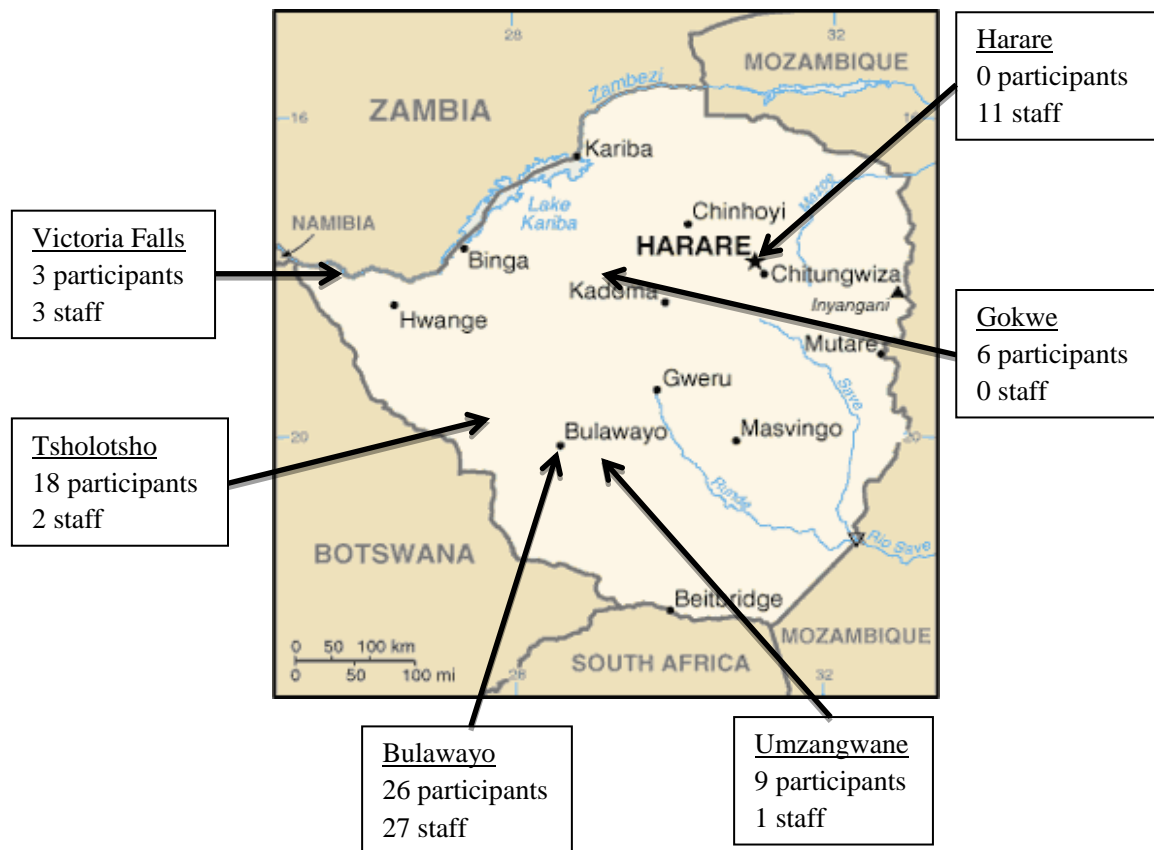 28
32
MOZAMBIQUE
Harare
0 participants
11 staff
Zambezi
ZAMBIA
16
16
Kariba
Lake
Kariba
Mazoe
Chinhoyi
NAMIBIA
Victoria Falls
3 participants
3 staff
HARARE
Binga
Chitungwiza
Kadoma
Inyangani
Hwange
Gokwe
6 participants
0 staff
Mutare
Gweru
Save
Tsholotsho
18 participants
2 staff
20
Bulawayo
Masvingo
20
Runde
BOTSWANA
Rio Save
Beitbridge
MOZAMBIQUE
0 50 100 km
0 50 100 mi
SOUTH AFRICA
28
32
Bulawayo
26 participants
27 staff
Umzangwane
9 participants
1 staff